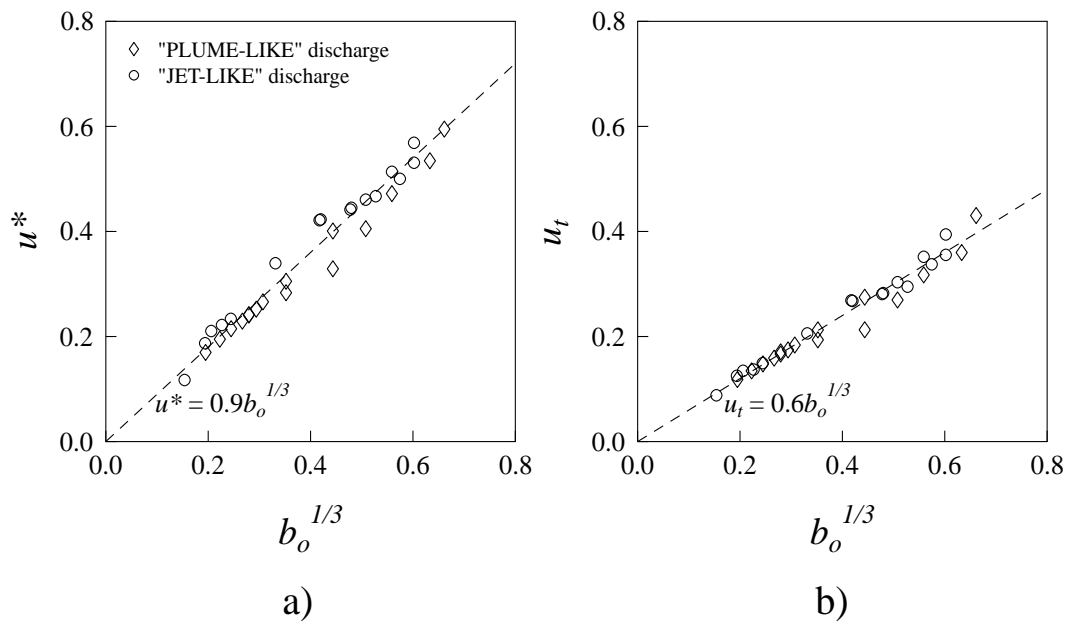 "PLUME-LIKE" discharge
"JET-LIKE" discharge
0.8
0.6
0.4
0.2
0.0
u*
u* = 0.9b_o^{1/3}
0.0 0.2 0.4 0.6 0.8
b_o^{1/3}
a)
0.8
0.6
0.4
0.2
0.0
u_t
u_t = 0.6b_o^{1/3}
0.0 0.2 0.4 0.6 0.8
b_o^{1/3}
b)